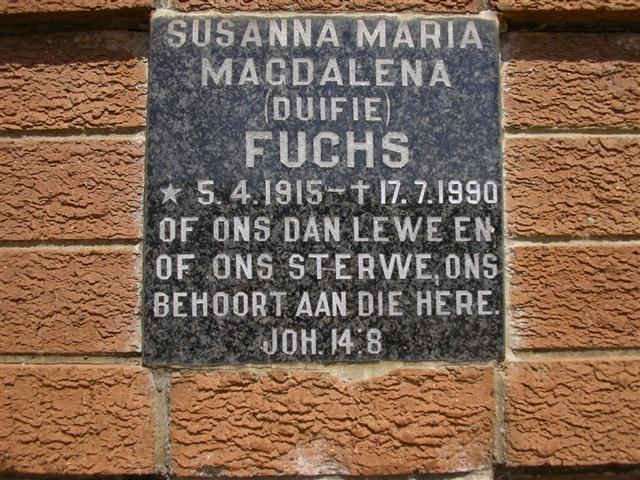 SUSANNA MARIA
MAGDALENA
(DUIFIE)
FUCHS
★ 5.4.1915-✝17.7.1990
OF ONS DAN LEWE EN
OF ONS STERWE, ONS
BEHOORT AAN DIE HERE.
JOH. 14:8